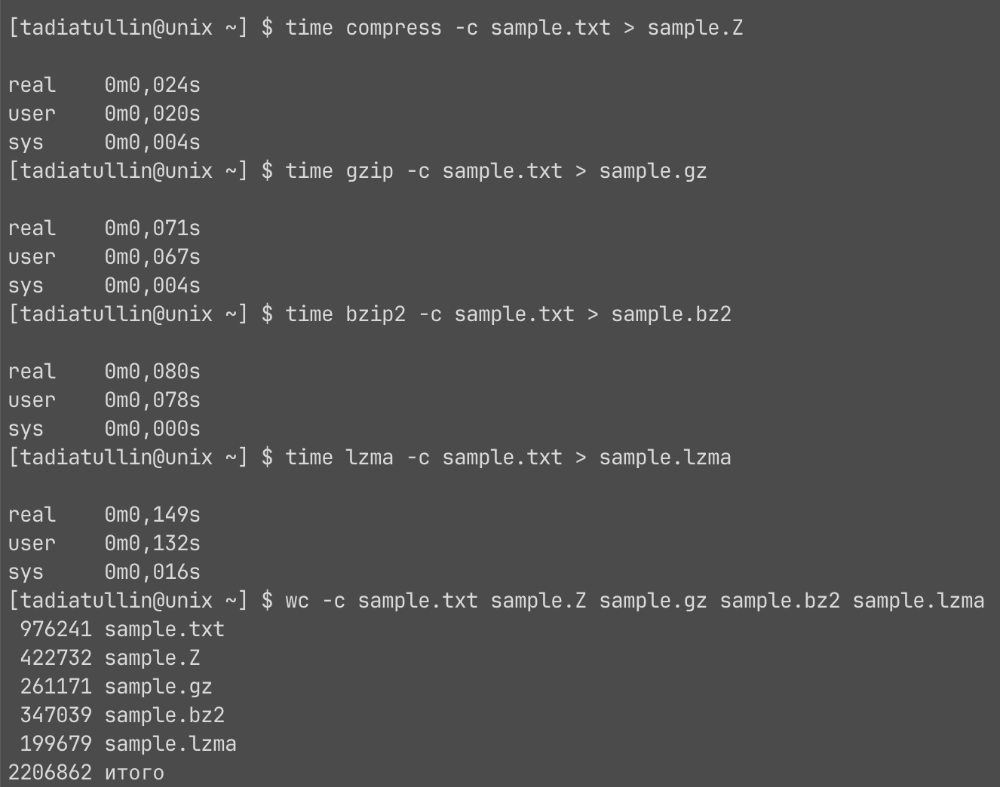 [tadiatullin@unix ~] $ time compress -c sample.txt > sample.Z
real    0m0,024s
user    0m0,020s
sys     0m0,004s
[tadiatullin@unix ~] $ time gzip -c sample.txt > sample.gz
real    0m0,071s
user    0m0,067s
sys     0m0,004s
[tadiatullin@unix ~] $ time bzip2 -c sample.txt > sample.bz2
real    0m0,080s
user    0m0,078s
sys     0m0,000s
[tadiatullin@unix ~] $ time lzma -c sample.txt > sample.lzma
real    0m0,149s
user    0m0,132s
sys     0m0,016s
[tadiatullin@unix ~] $ wc -c sample.txt sample.Z sample.gz sample.bz2 sample.lzma
 976241 sample.txt
 422732 sample.Z
 261171 sample.gz
 347039 sample.bz2
 199679 sample.lzma
2206862 итого